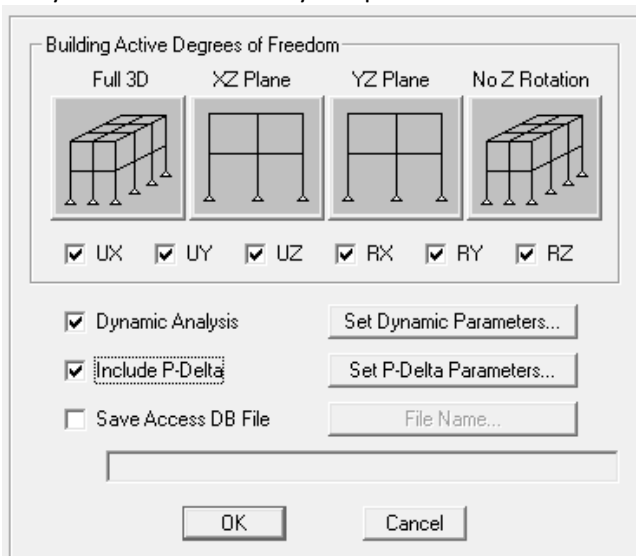 Building Active Degrees of Freedom
Full 3D XZ Plane YZ Plane No Z Rotation
UX UY UZ RX RY RZ
Dynamic Analysis Set Dynamic Parameters...
Include P-Delta Set P-Delta Parameters...
Save Access DB File File Name...
OK Cancel